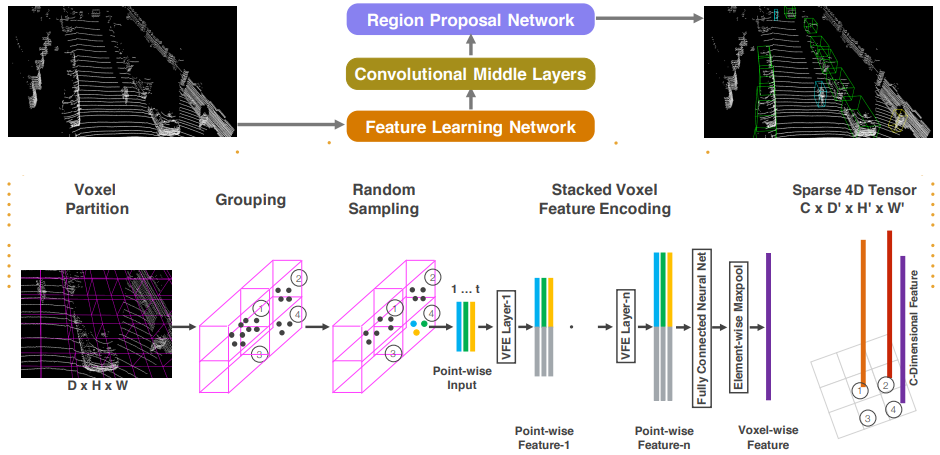 Region Proposal Network
Convolutional Middle Layers
Feature Learning Network
Voxel
Partition
Grouping
Random
Sampling
Stacked Voxel
Feature Encoding
Sparse 4D Tensor
C x D' x H' x W'
D x H x W
1
2
3
4
1
2
3
4
1 ... t
Point-wise
Input
VFE Layer-1
Point-wise
Feature-1
VFE Layer-n
Point-wise
Feature-n
Fully Connected Neural Net
Element-wise Maxpool
Voxel-wise
Feature
1
2
3
4
C-Dimensional Feature